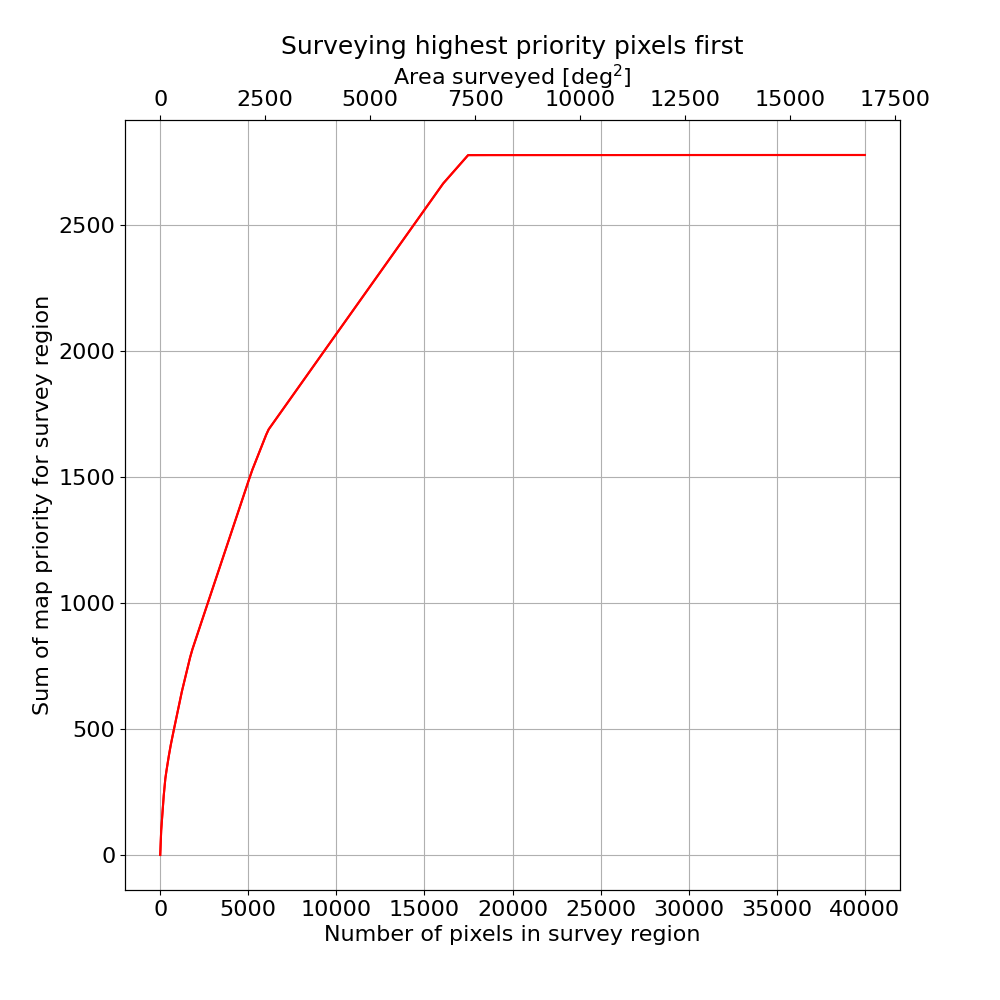 Surveying highest priority pixels first
Area surveyed [deg²]
0 2500 5000 7500 10000 12500 15000 17500
2500
2000
1500
1000
500
0
Sum of map priority for survey region
0 5000 10000 15000 20000 25000 30000 35000 40000
Number of pixels in survey region